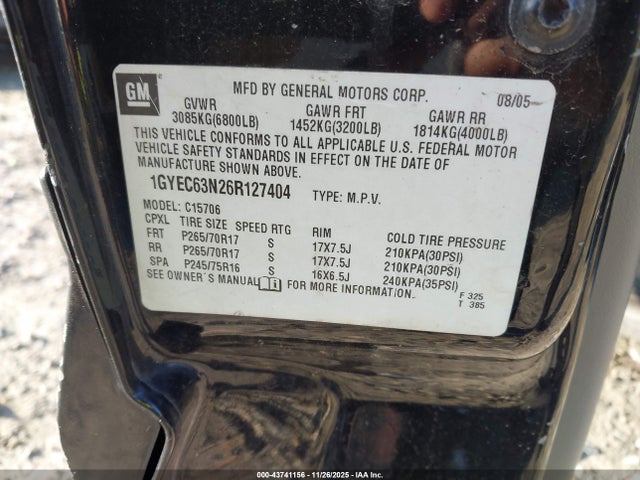 GM
MFD BY GENERAL MOTORS CORP. 08/05
GVWR GAWR FRT GAWR RR
3085KG(6800LB) 1452KG(3200LB) 1814KG(4000LB)
THIS VEHICLE CONFORMS TO ALL APPLICABLE U.S. FEDERAL MOTOR
VEHICLE SAFETY STANDARDS IN EFFECT ON THE DATE OF
MANUFACTURE SHOWN ABOVE.
1GYEC63N26R127404 TYPE: M.P.V.
MODEL: C15706
CPXL TIRE SIZE SPEED RTG RIM COLD TIRE PRESSURE
FRT P265/70R17 S 17X7.5J 210KPA(30PSI)
RR P265/70R17 S 17X7.5J 210KPA(30PSI)
SPA P245/75R16 S 16X6.5J 240KPA(35PSI)
SEE OWNER'S MANUAL FOR MORE INFORMATION.
F 325
T 385
000-43741156 - 11/26/2025 - IAA Inc.